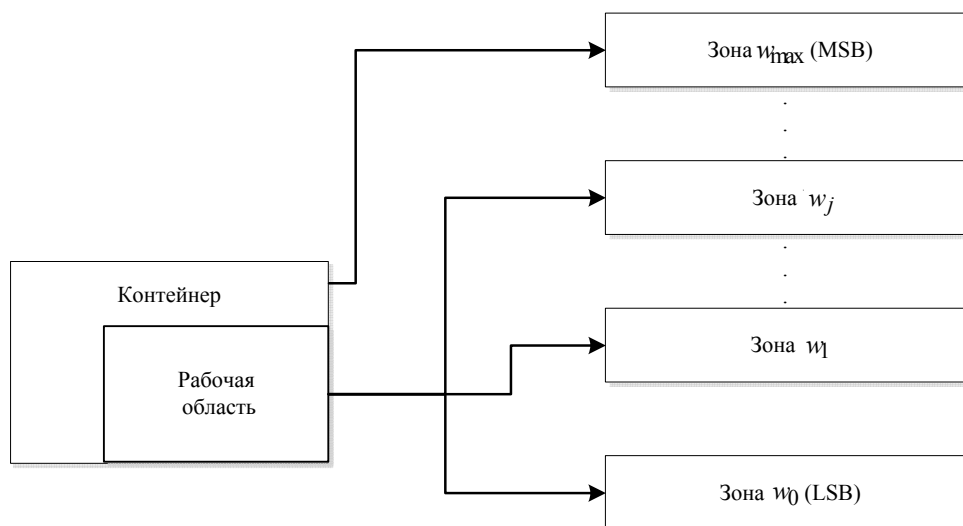 Зона wmax (MSB)
Зона wj
Контейнер
Зона w1
Рабочая
область
Зона w0 (LSB)